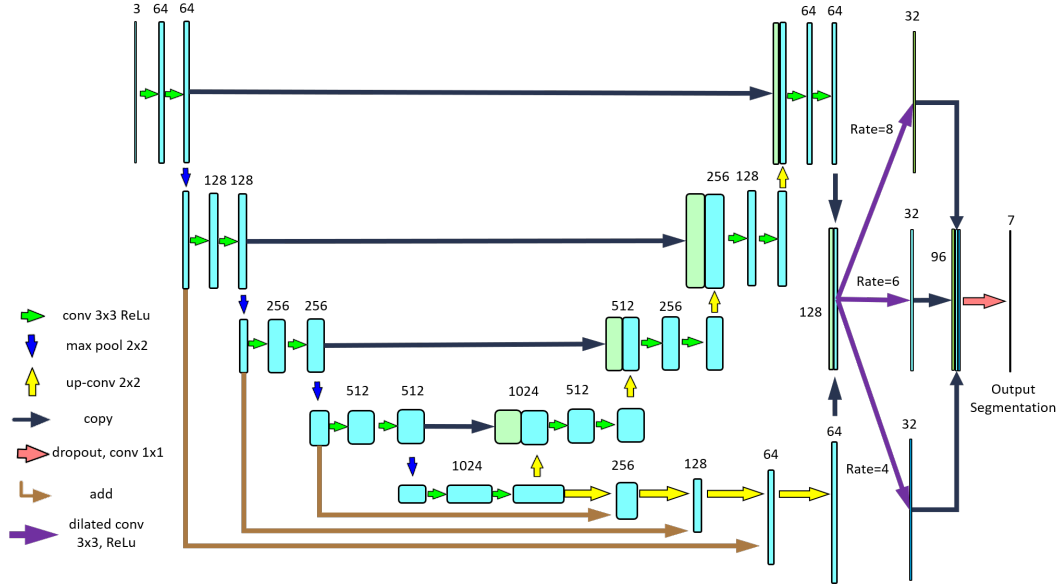 3 64 64
64 64
32
Rate=8
128 128
256 128
32
Rate=6
96
7
128
256 256
512 256
conv 3x3 ReLu
max pool 2x2
up-conv 2x2
copy
dropout, conv 1x1
add
dilated conv
3x3, ReLu
512 512
1024 512
Output
Segmentation
32
64
Rate=4
1024
256
128
64